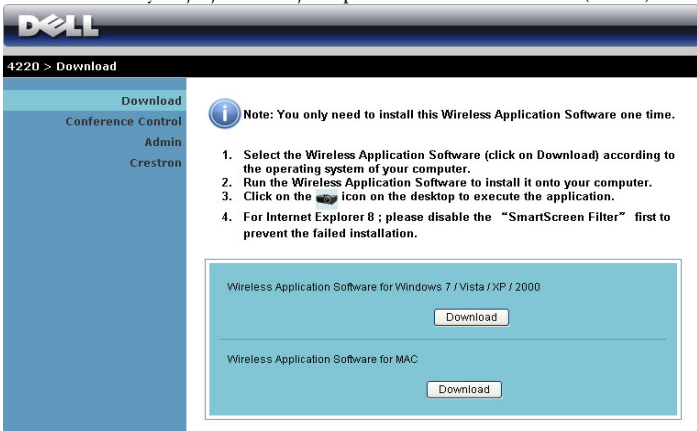 DELL
4220 > Download
Download
Conference Control
Admin
Crestron
Note: You only need to install this Wireless Application Software one time.
1. Select the Wireless Application Software (click on Download) according to
the operating system of your computer.
2. Run the Wireless Application Software to install it onto your computer.
3. Click on the icon on the desktop to execute the application.
4. For Internet Explorer 8 ; please disable the “SmartScreen Filter” first to
prevent the failed installation.
Wireless Application Software for Windows 7 / Vista / XP / 2000
Download
Wireless Application Software for MAC
Download